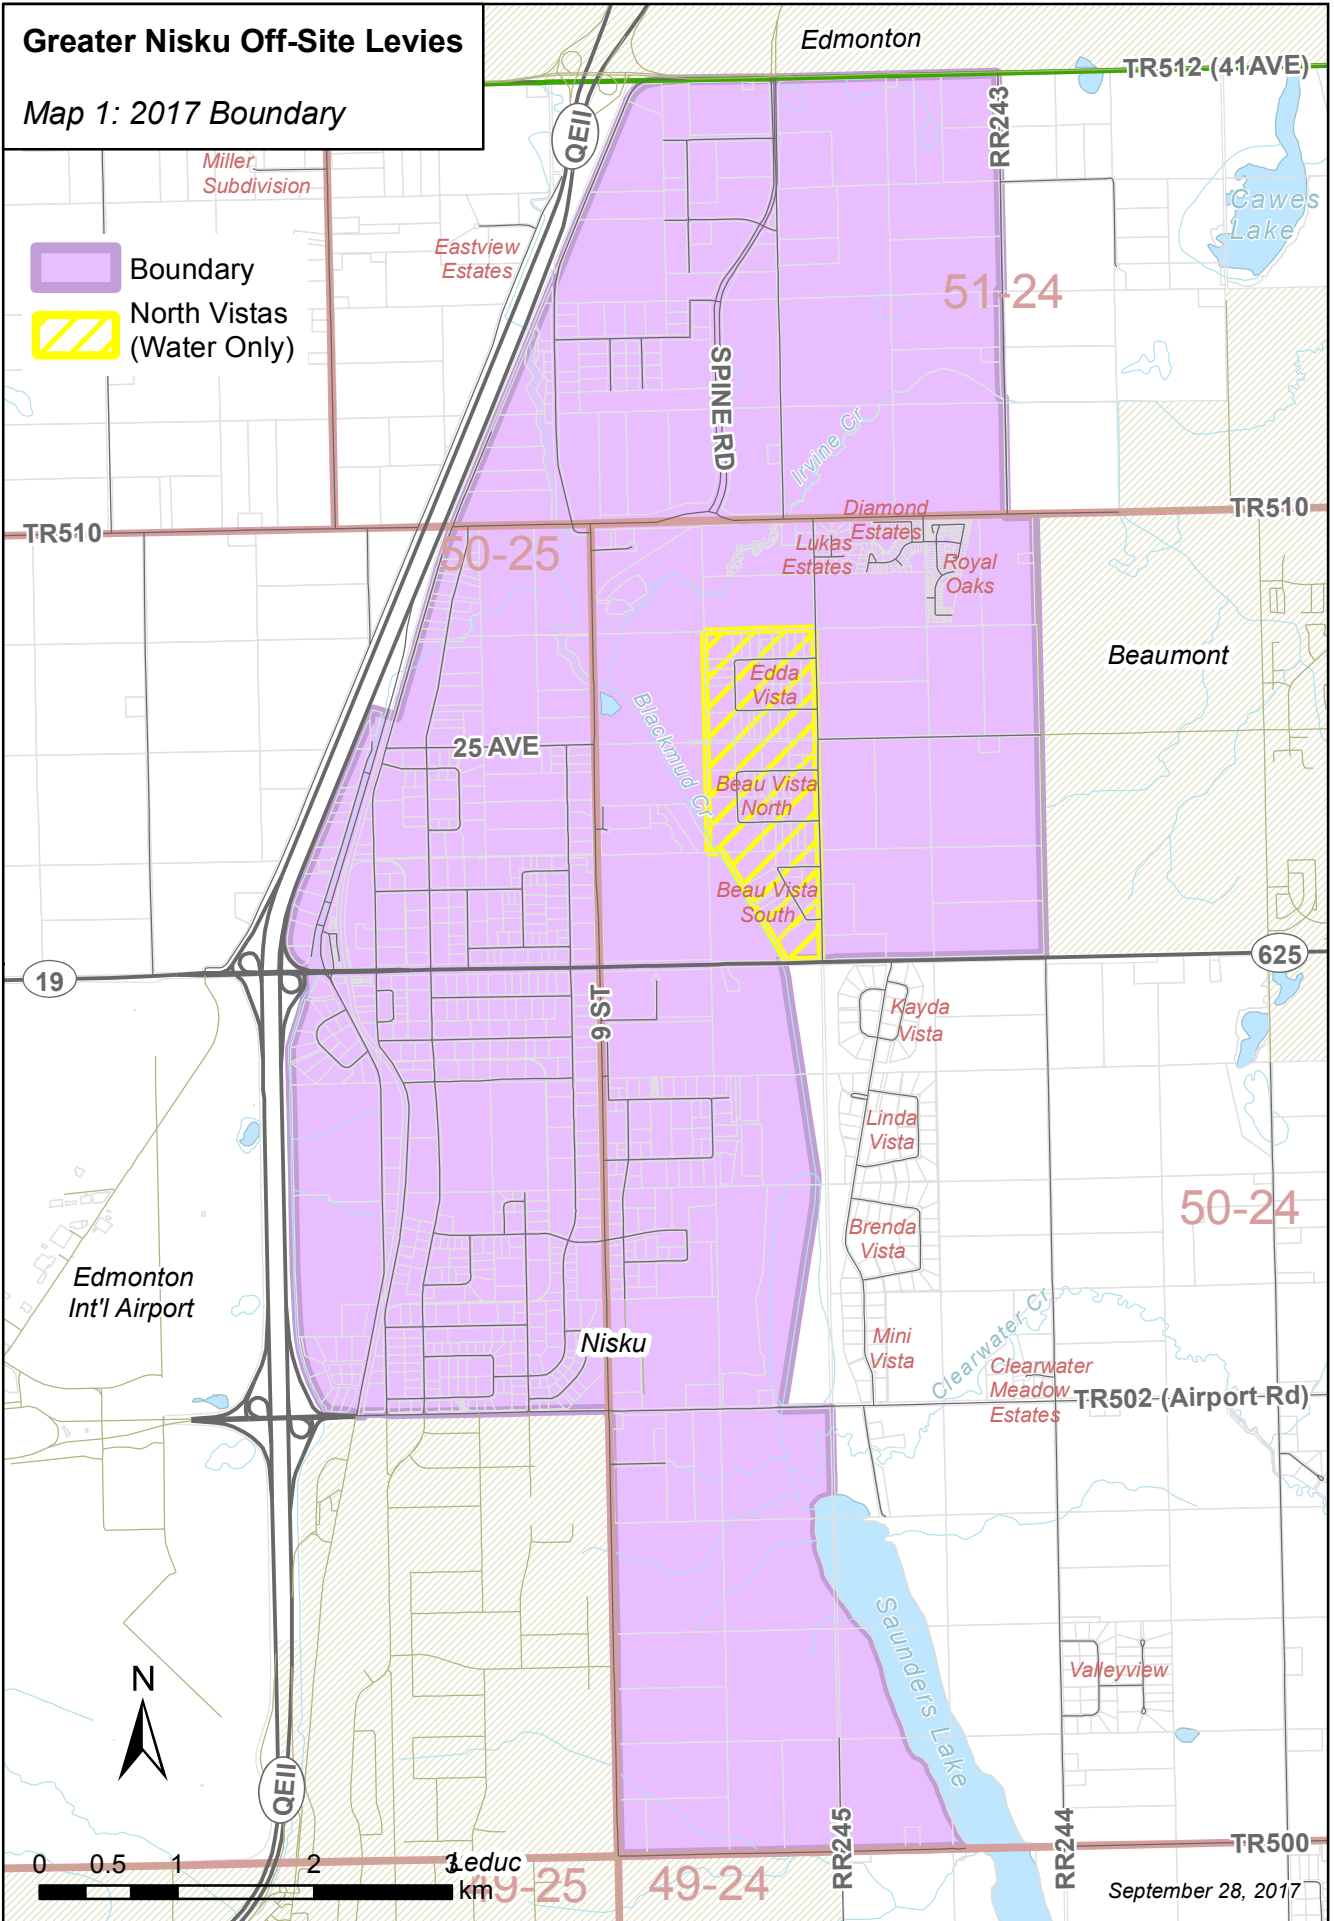 Greater Nisku Off-Site Levies
Map 1: 2017 Boundary
Edmonton
TR512 (41AVE)
QEII
RR243
Miller
Subdivision
Cawes
Lake
Eastview
Estates
Boundary
North Vistas
(Water Only)
51-24
SPINE RD
Irvine Cr
TR510
Diamond
Estates
TR510
50-25
Lukas
Estates
Royal
Oaks
Beaumont
Edda
Vista
Blackmud Cr
25 AVE
Beau Vista
North
Beau Vista
South
19
625
9 ST
Kayda
Vista
Linda
Vista
50-24
Brenda
Vista
Edmonton
Int'l Airport
Nisku
Mini
Vista
Clearwater Cr
Clearwater
Meadow
Estates
TR502 (Airport Rd)
Saunders Lake
Valleyview
N
QEII
RR245
RR244
TR500
0 0.5 1 2 3
km
Leduc
49-25
49-24
September 28, 2017